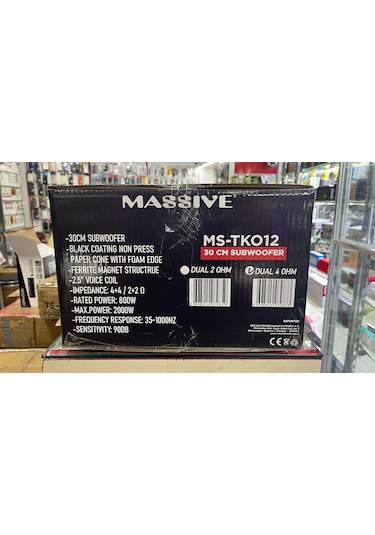 MASSIVE
-30CM SUBWOOFER
-BLACK COATING NON PRESS
PAPER CONE WITH FOAM EDGE
-FERRITE MAGNET STRUCTRUE
-2.5" VOICE COIL
-IMPEDANCE: 4+4 / 2+2 Ω
-RATED POWER: 800W
-MAX.POWER: 2000W
-FREQUENCY RESPONSE: 35-1000HZ
-SENSITIVITY: 90DB
MS-TKO12
30 CM SUBWOOFER
DUAL 2 OHM
DUAL 4 OHM
CE